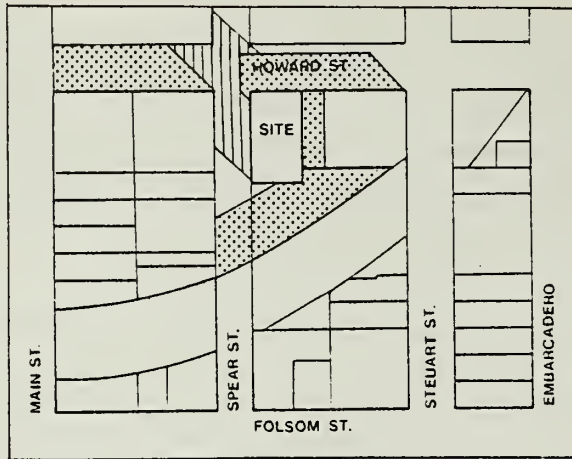 HOWARD ST.
SITE
MAIN ST.
SPEAR ST.
STEUART ST.
EMBARCADERO
FOLSOM ST.